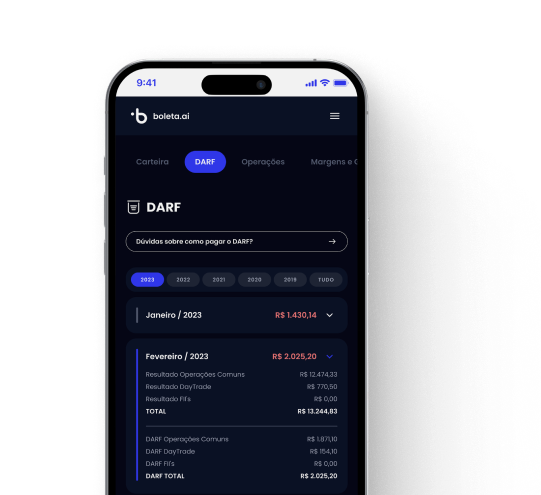 9:41
boleta.ai
Carteira DARF Operações Margens e C
DARF
Dúvidas sobre como pagar o DARF?
2023 2022 2021 2020 2019 TUDO
Janeiro / 2023 R$ 1.430,14
Fevereiro / 2023 R$ 2.025,20
Resultado Operações Comuns R$ 12.474,33
Resultado DayTrade R$ 770,50
Resultado FII's R$ 0,00
TOTAL R$ 13.244,83
DARF Operações Comuns R$ 1.871,10
DARF DayTrade R$ 154,10
DARF FII's R$ 0,00
DARF TOTAL R$ 2.025,20